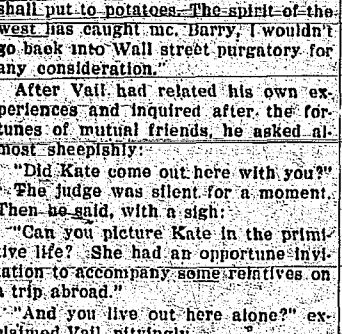 shall put to potatoes. The spirit of the
west has caught me. Barry, I wouldn't
go back into Wall street purgatory for
any consideration."
After Vail had related his own ex-
periences and inquired after the for-
tunes of mutual friends, he asked al-
most sheepishly:
"Did Kate come out here with you?"
The judge was silent for a moment.
Then he said, with a sigh:
"Can you picture Kate in the primi-
tive life? She had an opportune invi-
tation to accompany some relatives on
a trip abroad."
"And you live out here alone?" ex-
claimed Vail pityingly.